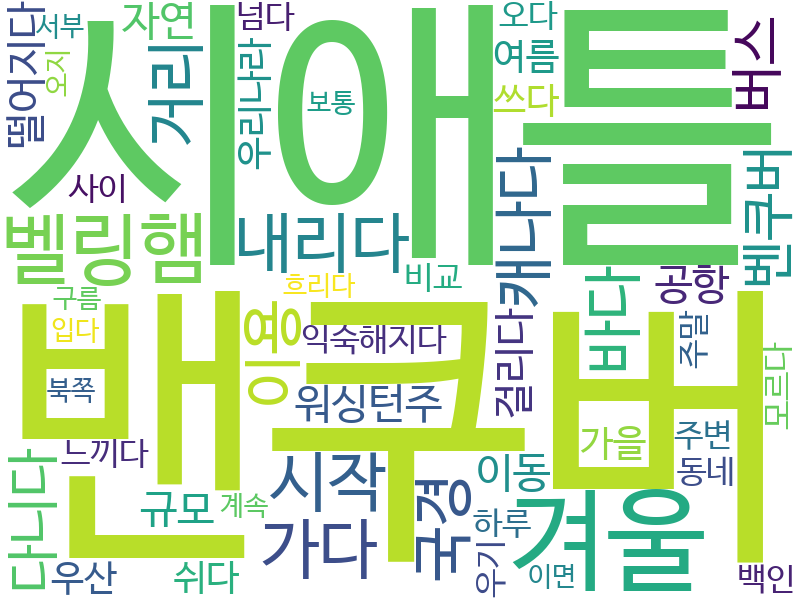 서부
자연
넘다
오다
버스
떨어지다
오지
시애틀
거리
우리나라
보통
여름
쓰다
사이
벨링햄
내리다
캐나다
벤쿠버
비교
공항
구름
흐리다
바다
입다
밴쿠버
이용
익숙해지다
걸리다
주말
모르다
북쪽
워싱턴주
느끼다
가을
주변
다니다
시작
국경
이동
동네
규모
계속
가다
하루
겨울
우산
쉬다
우기
이면
백인